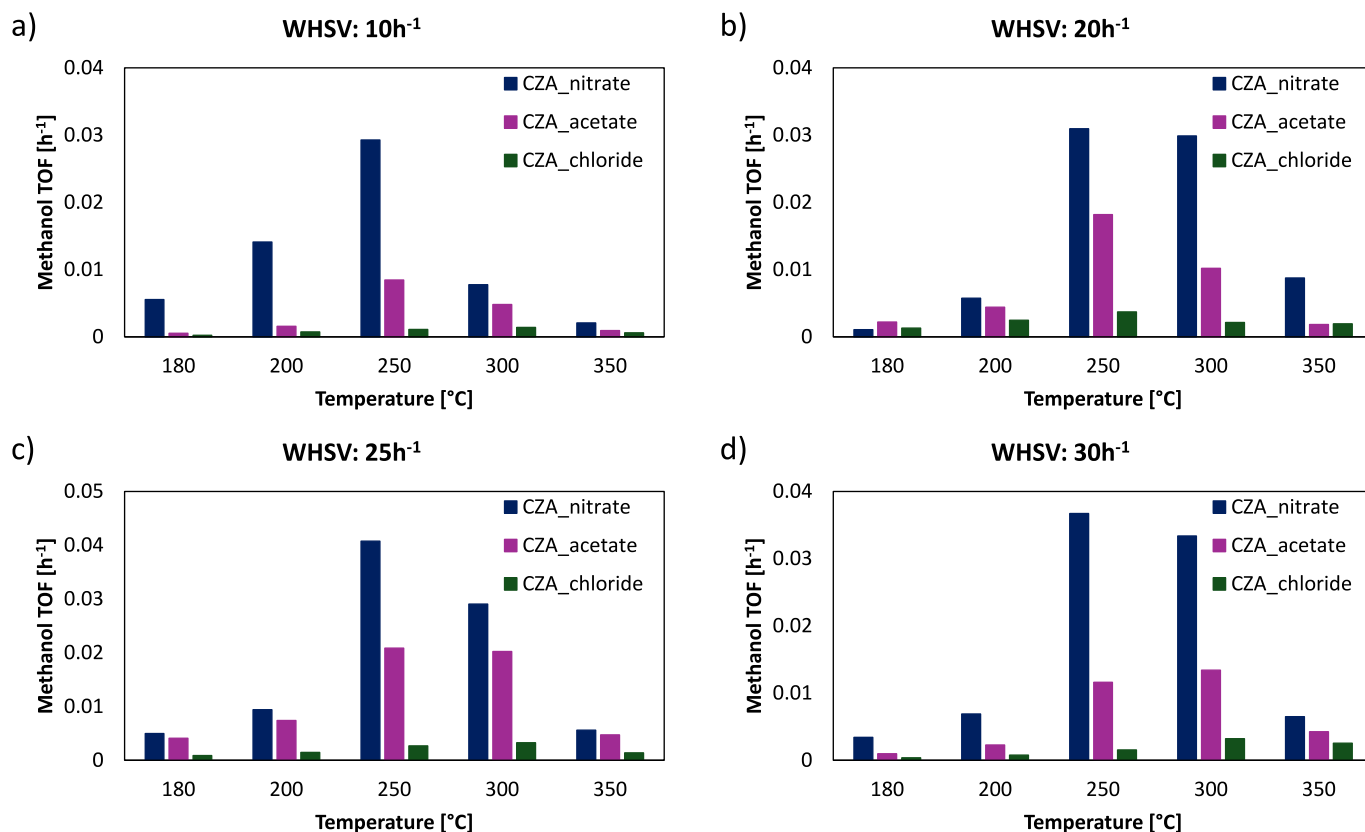 a)
WHSV: 10h⁻¹
Methanol TOF [h⁻¹]
0.04
0.03
0.02
0.01
0
CZA_nitrate
CZA_acetate
CZA_chloride
180 200 250 300 350
Temperature [°C]
b)
WHSV: 20h⁻¹
Methanol TOF [h⁻¹]
0.04
0.03
0.02
0.01
0
CZA_nitrate
CZA_acetate
CZA_chloride
180 200 250 300 350
Temperature [°C]
c)
WHSV: 25h⁻¹
Methanol TOF [h⁻¹]
0.05
0.04
0.03
0.02
0.01
0
CZA_nitrate
CZA_acetate
CZA_chloride
180 200 250 300 350
Temperature [°C]
d)
WHSV: 30h⁻¹
Methanol TOF [h⁻¹]
0.04
0.03
0.02
0.01
0
CZA_nitrate
CZA_acetate
CZA_chloride
180 200 250 300 350
Temperature [°C]